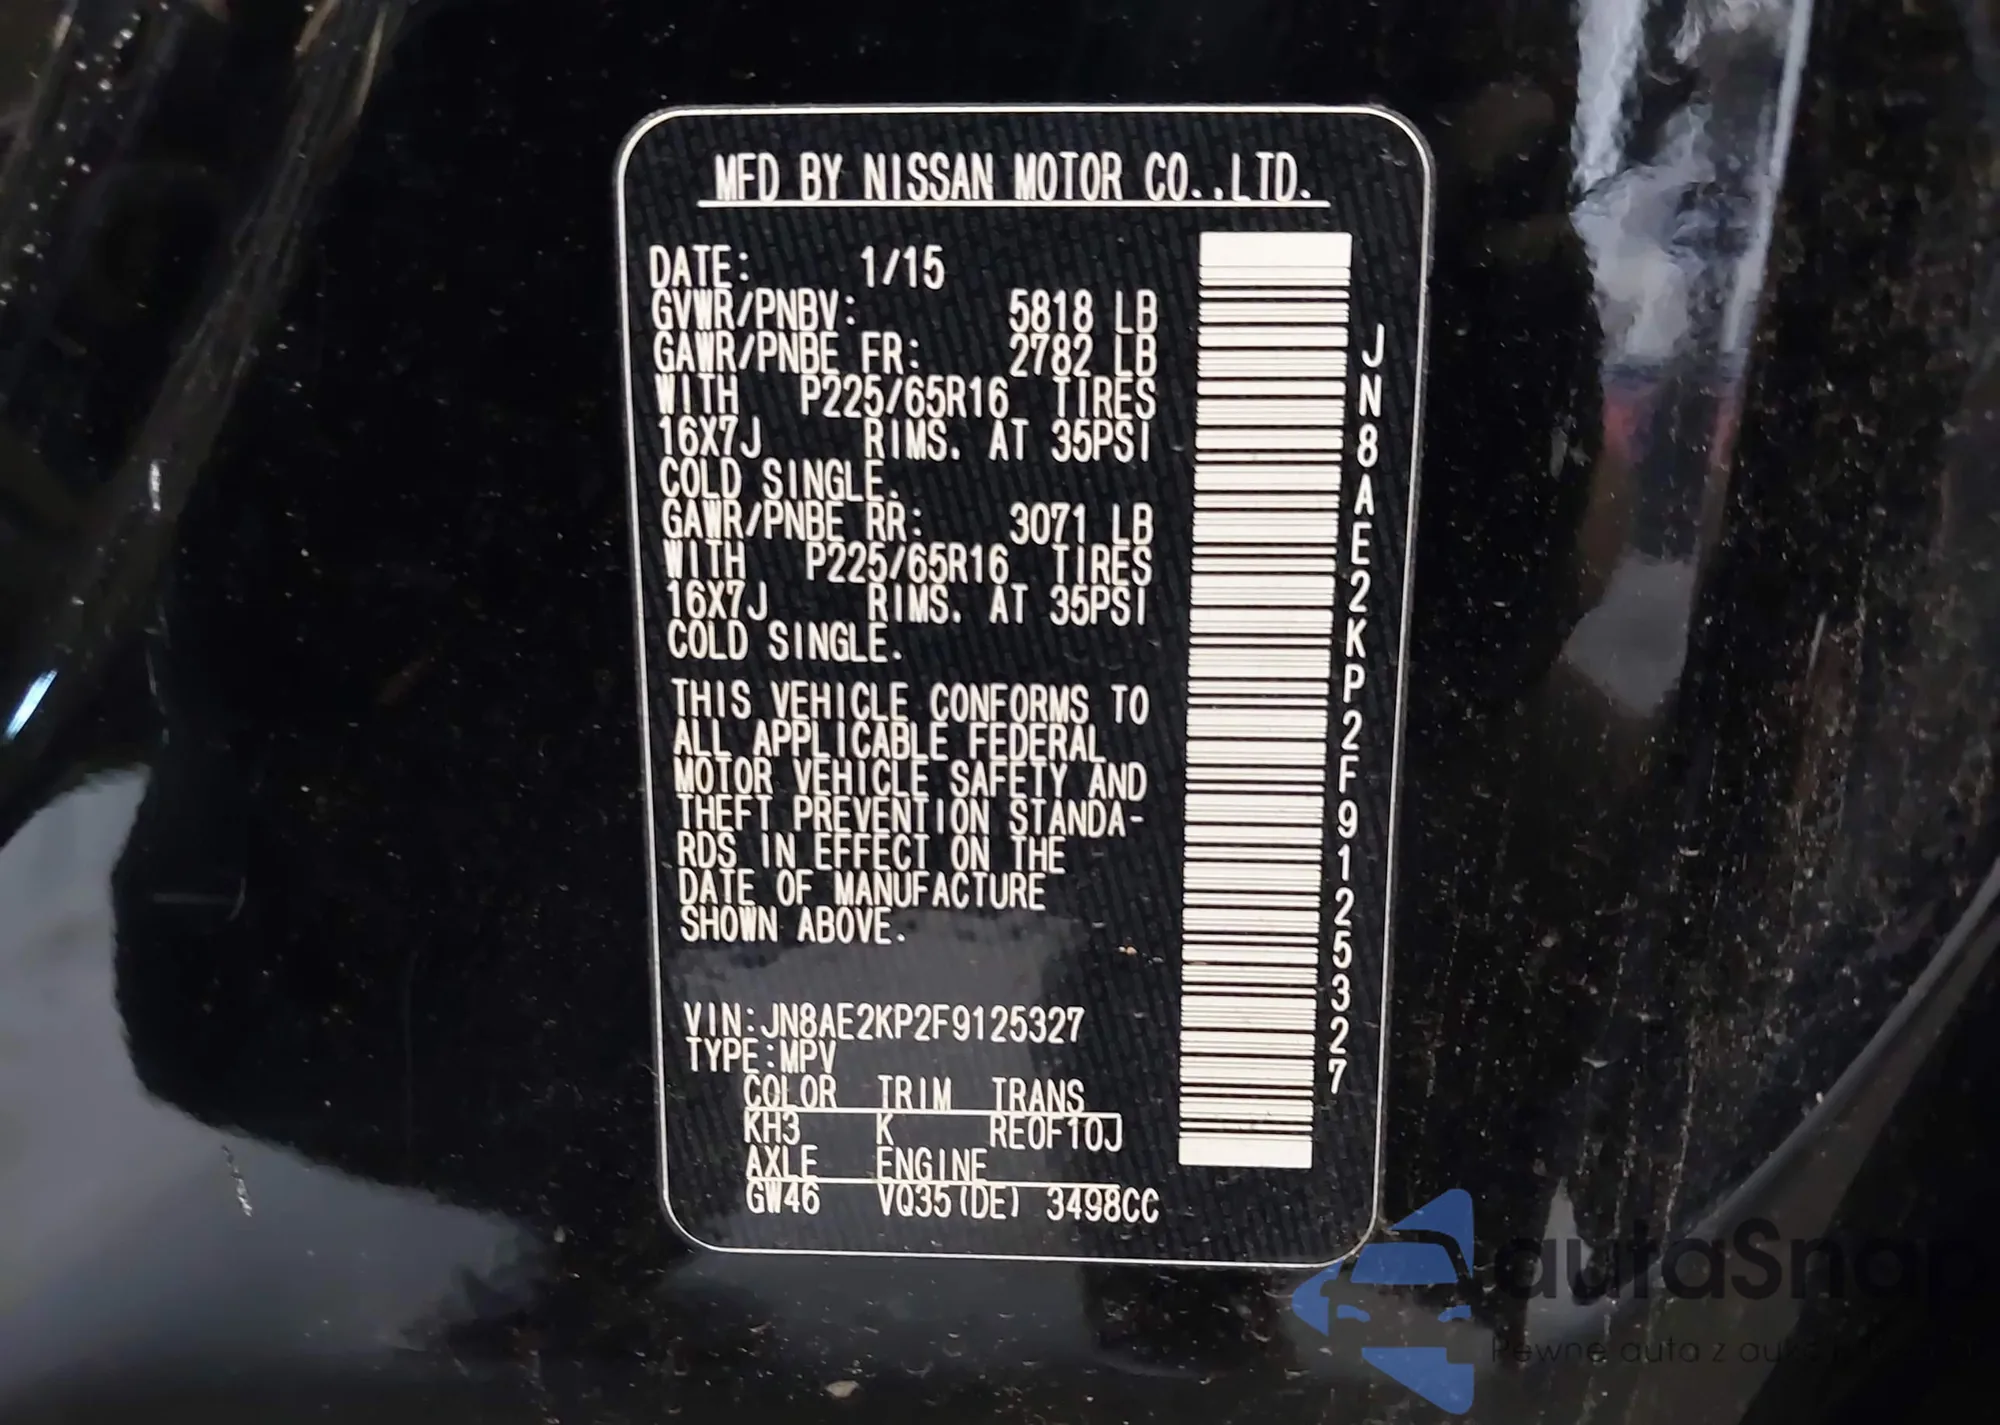 MFD BY NISSAN MOTOR CO.,LTD.
DATE: 1/15
GVWR/PNBV: 5818 LB
GAWR/PNBE FR: 2782 LB
WITH P225/65R16 TIRES
16X7J RIMS. AT 35PSI
COLD SINGLE.
GAWR/PNBE RR: 3071 LB
WITH P225/65R16 TIRES
16X7J RIMS. AT 35PSI
COLD SINGLE.
THIS VEHICLE CONFORMS TO
ALL APPLICABLE FEDERAL
MOTOR VEHICLE SAFETY AND
THEFT PREVENTION STANDA-
RDS IN EFFECT ON THE
DATE OF MANUFACTURE
SHOWN ABOVE.
VIN:JN8AE2KP2F9125327
TYPE:MPV
COLOR TRIM TRANS
KH3 K RE0F10J
AXLE ENGINE
GW46 VQ35(DE) 3498CC
JN8AE2KP2F9125327
autaSnap
Pewne auta z